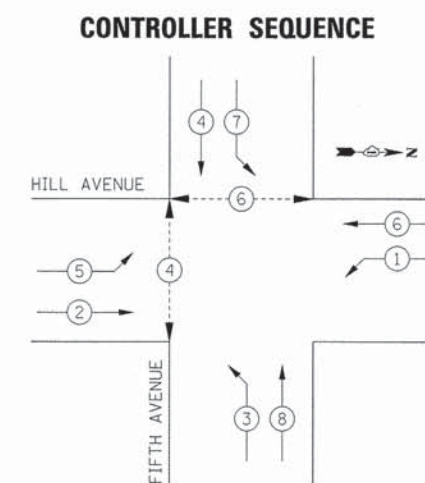 CONTROLLER SEQUENCE
4 7
N
HILL AVENUE
6
6
5 4 1
2
FIFTH AVENUE
3 8